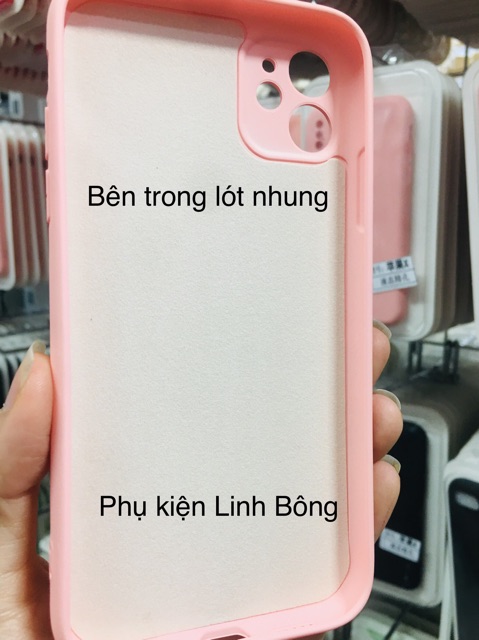 Bên trong lót nhung
Phụ kiện Linh Bông